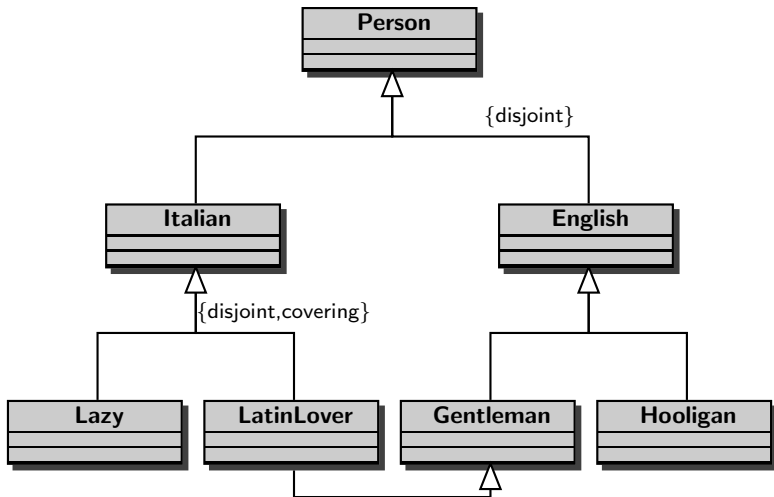 Person
{disjoint}
Italian
English
{disjoint,covering}
Lazy
LatinLover
Gentleman
Hooligan